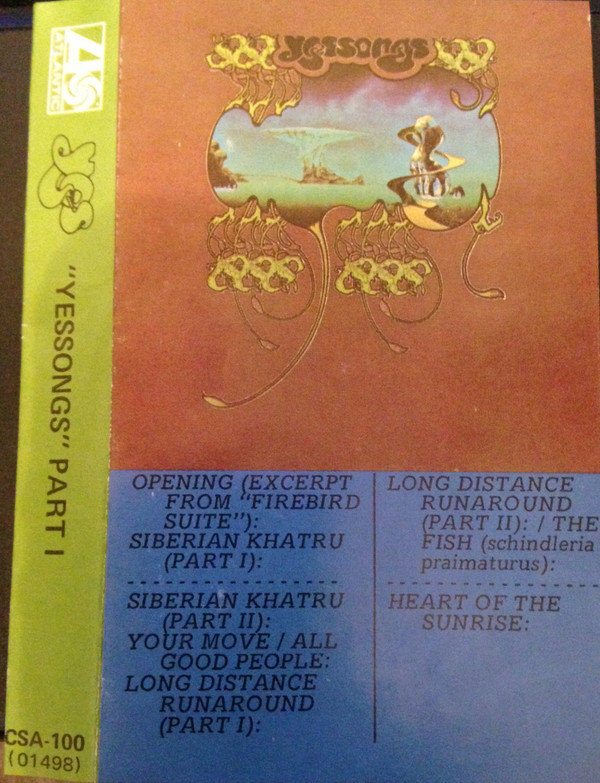 ATLANTIC
yes
"YESSONGS" PART I
CSA-100
(01498)
yessongs
OPENING (EXCERPT
FROM "FIREBIRD
SUITE"):
SIBERIAN KHATRU
(PART I):
SIBERIAN KHATRU
(PART II):
YOUR MOVE / ALL
GOOD PEOPLE:
LONG DISTANCE
RUNAROUND
(PART I):
LONG DISTANCE
RUNAROUND
(PART II): / THE
FISH (schindleria
praimaturus):
HEART OF THE
SUNRISE: